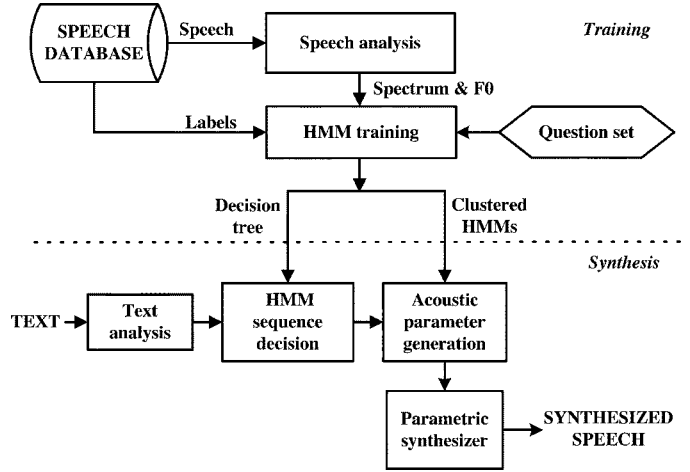 SPEECH
DATABASE
Speech
Speech analysis
Training
Spectrum & F0
Labels
HMM training
Question set
Decision
tree
Clustered
HMMs
Synthesis
TEXT
Text
analysis
HMM
sequence
decision
Acoustic
parameter
generation
Parametric
synthesizer
SYNTHESIZED
SPEECH